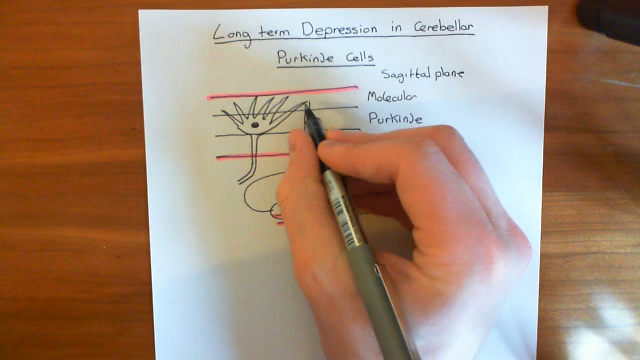 Long term Depression in Cerebellar
Purkinje Cells
Sagittal plane
Molecular
Purkinje